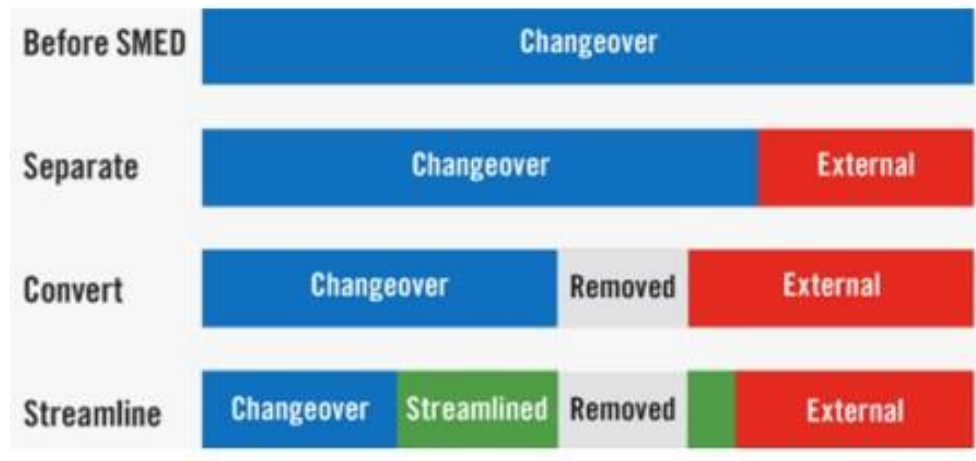 Before SMED
Changeover
Separate
Changeover
External
Convert
Changeover
Removed
External
Streamline
Changeover
Streamlined
Removed
External